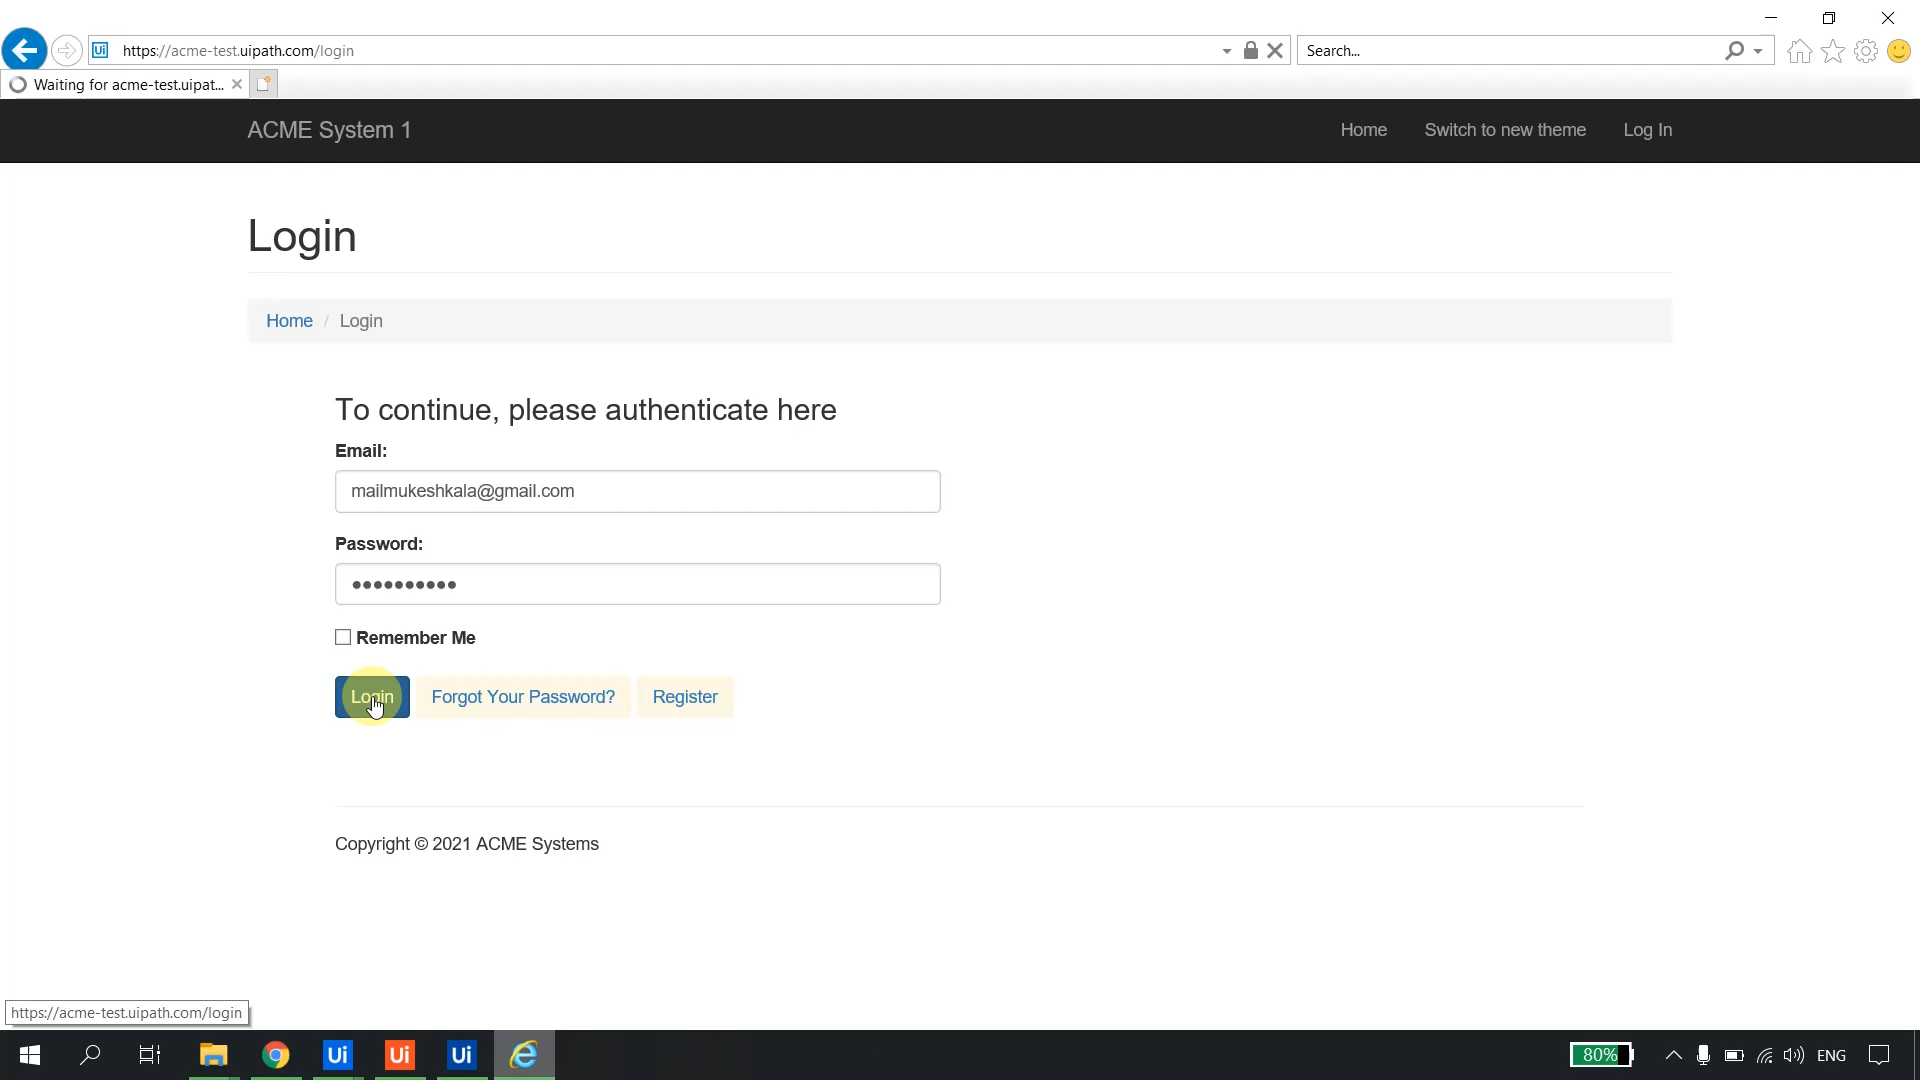 https://acme-test.uipath.com/login
Search...
Waiting for acme-test.uipat...
ACME System 1
Home
Switch to new theme
Log In
Login
Home / Login
To continue, please authenticate here
Email:
mailmukeshkala@gmail.com
Password:
Remember Me
Login
Forgot Your Password?
Register
Copyright © 2021 ACME Systems
https://acme-test.uipath.com/login
Ui
Ui
Ui
80%
ENG